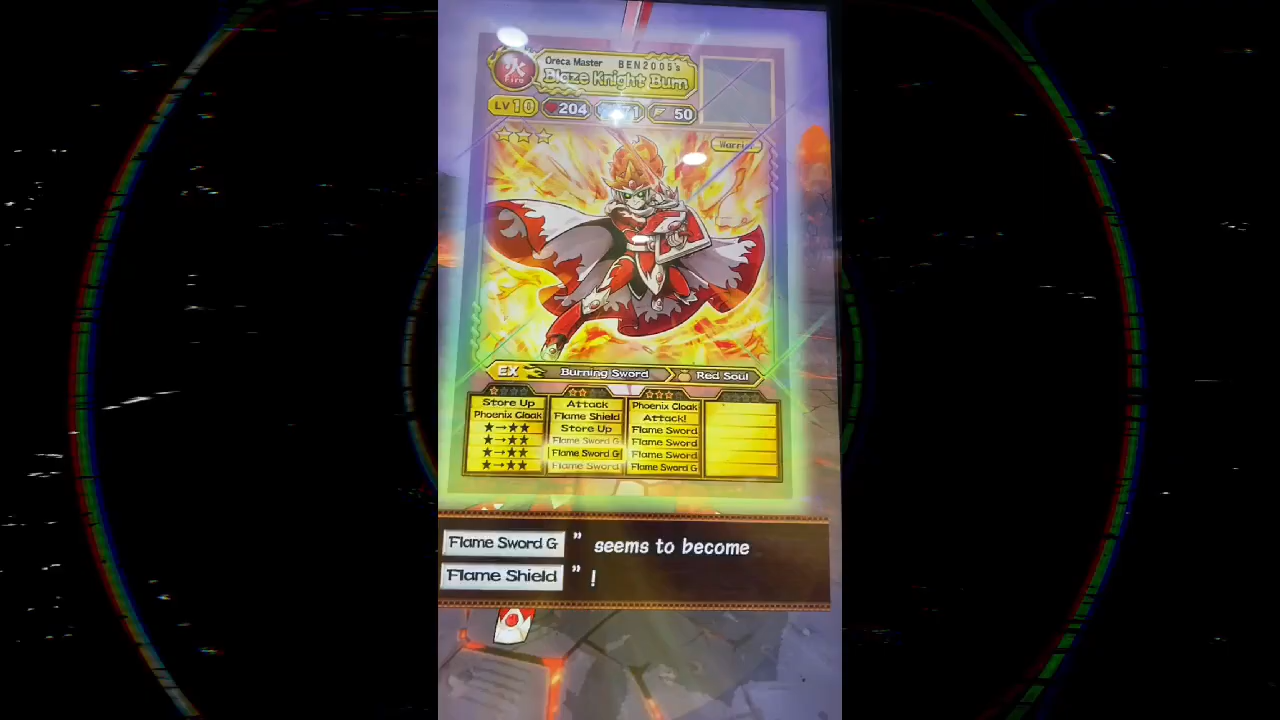 Oreca Master BEN2005's
火
Fire
Blaze Knight Burn
LV 10 204 71 50
Warrior
EX Burning Sword Red Soul
Store Up
Phoenix Cloak
★→★★
★→★★
★→★★
★→★★
Attack
Flame Shield
Store Up
Flame Sword G
Flame Sword G
Flame Sword
Phoenix Cloak
Attack!
Flame Sword
Flame Sword
Flame Sword
Flame Sword G
Flame Sword G " seems to become
Flame Shield " !